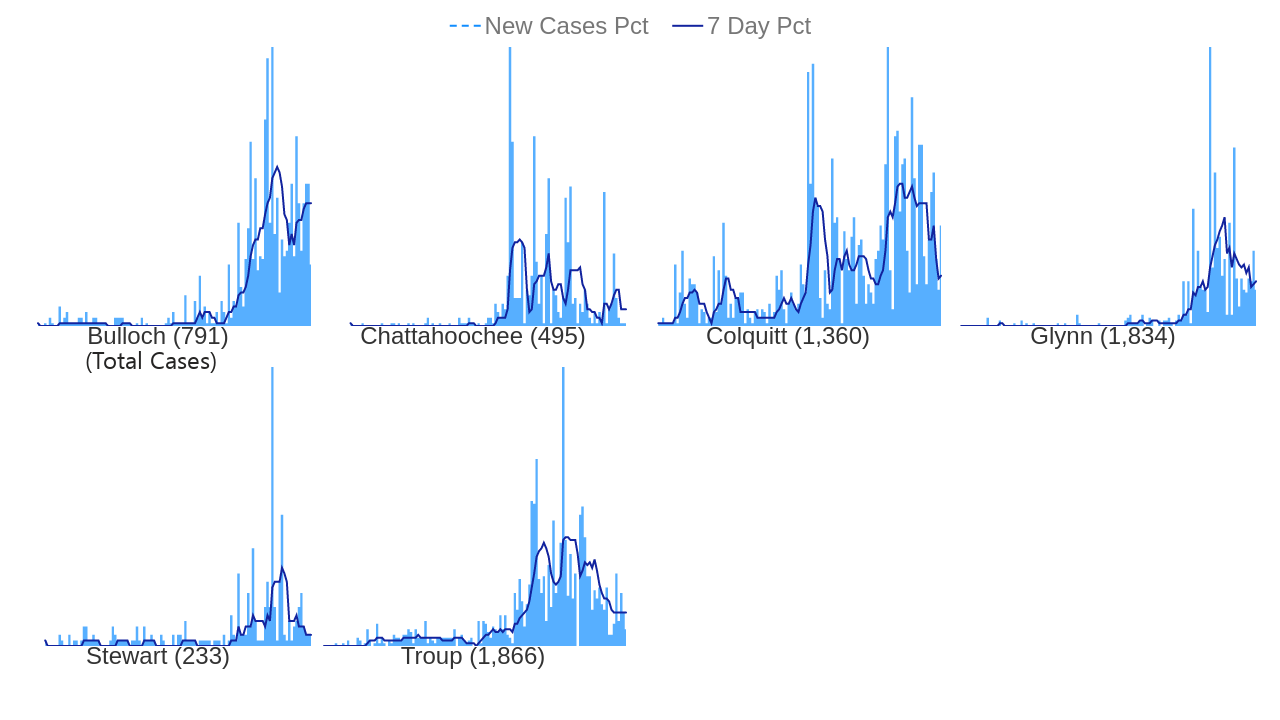 New Cases Pct 7 Day Pct
Bulloch (791)
(Total Cases)
Chattahoochee (495)
Colquitt (1,360)
Glynn (1,834)
Stewart (233)
Troup (1,866)